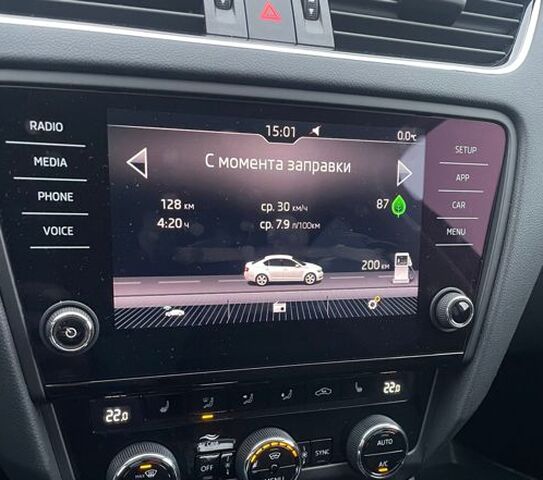 RADIO
MEDIA
PHONE
VOICE
15:01
0.0°C
С момента заправки
128 км
ср. 30 км/ч
87
4:20 ч
ср. 7.9 л/100км
200 км
SETUP
APP
CAR
MENU
22.0
22.0
OFF
MENU
SYNC
AUTO
A/C